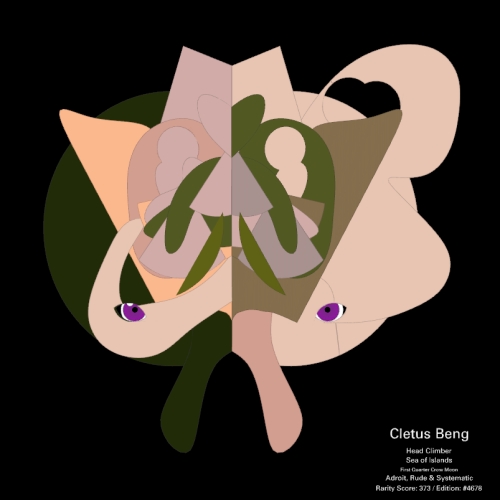 Cletus Beng
Head Climber
Sea of Islands
First Quarter Crow Moon
Adroit, Rude & Systematic
Rarity Score: 373 / Edition: #4678